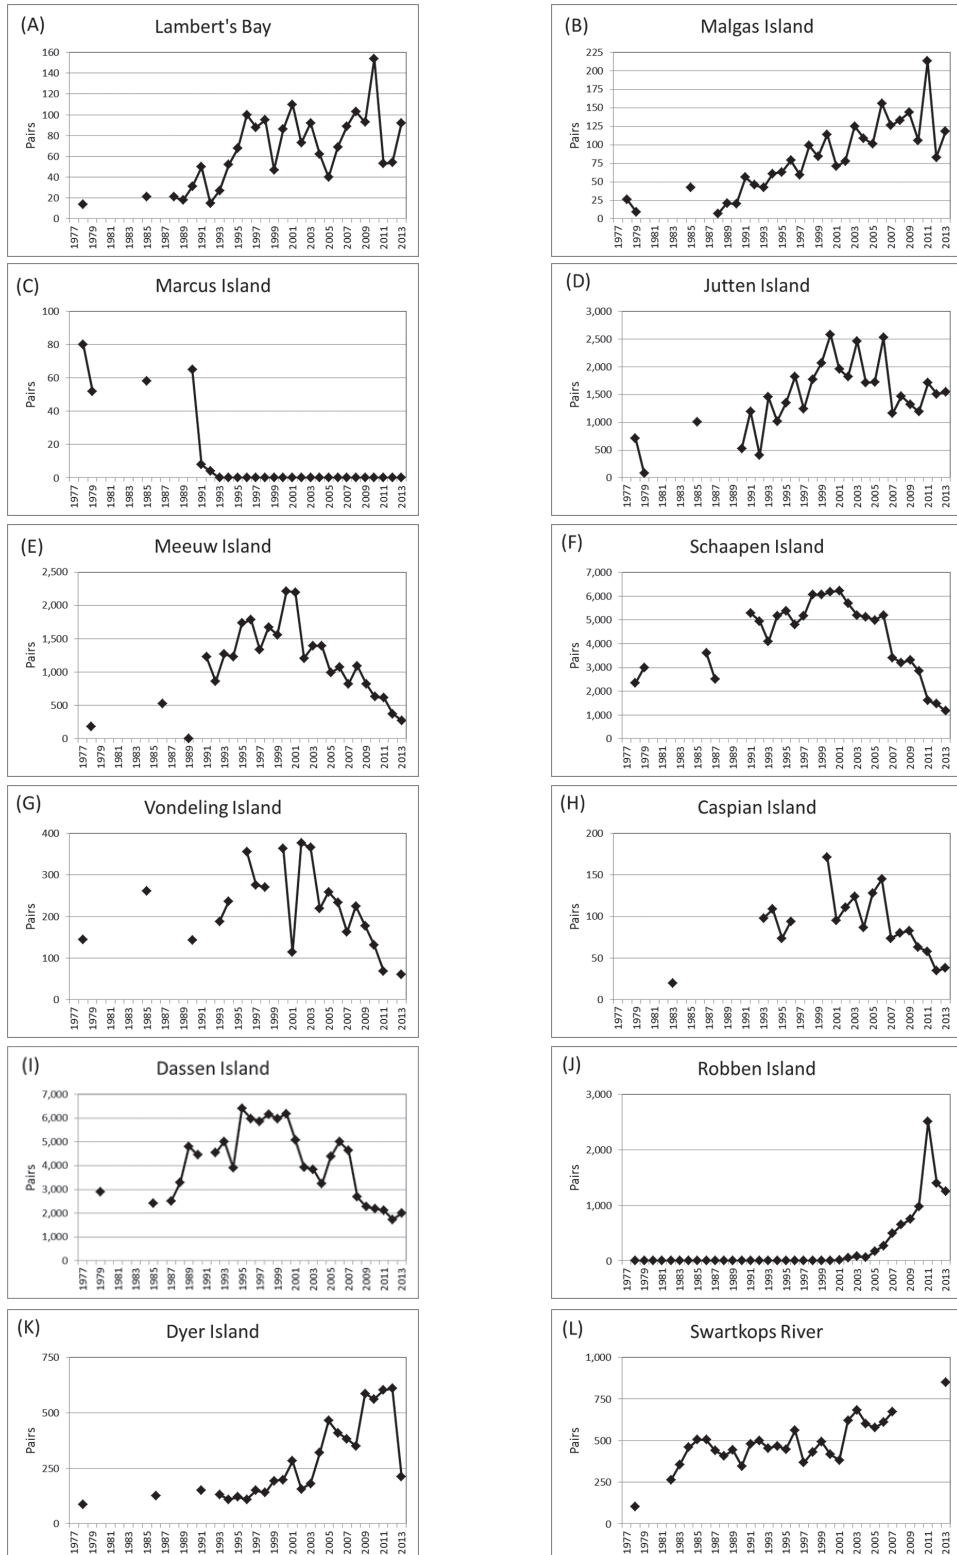 (A)
Lambert's Bay
Pairs
160
140
120
100
80
60
40
20
0
1977 1979 1981 1983 1985 1987 1989 1991 1993 1995 1997 1999 2001 2003 2005 2007 2009 2011 2013
(B)
Malgas Island
Pairs
225
200
175
150
125
100
75
50
25
0
1977 1979 1981 1983 1985 1987 1989 1991 1993 1995 1997 1999 2001 2003 2005 2007 2009 2011 2013
(C)
Marcus Island
Pairs
100
80
60
40
20
0
1977 1979 1981 1983 1985 1987 1989 1991 1993 1995 1997 1999 2001 2003 2005 2007 2009 2011 2013
(D)
Jutten Island
Pairs
3,000
2,500
2,000
1,500
1,000
500
0
1977 1979 1981 1983 1985 1987 1989 1991 1993 1995 1997 1999 2001 2003 2005 2007 2009 2011 2013
(E)
Meeuw Island
Pairs
2,500
2,000
1,500
1,000
500
0
1977 1979 1981 1983 1985 1987 1989 1991 1993 1995 1997 1999 2001 2003 2005 2007 2009 2011 2013
(F)
Schaapen Island
Pairs
7,000
6,000
5,000
4,000
3,000
2,000
1,000
0
1977 1979 1981 1983 1985 1987 1989 1991 1993 1995 1997 1999 2001 2003 2005 2007 2009 2011 2013
(G)
Vondeling Island
Pairs
400
300
200
100
0
1977 1979 1981 1983 1985 1987 1989 1991 1993 1995 1997 1999 2001 2003 2005 2007 2009 2011 2013
(H)
Caspian Island
Pairs
200
150
100
50
0
1977 1979 1981 1983 1985 1987 1989 1991 1993 1995 1997 1999 2001 2003 2005 2007 2009 2011 2013
(I)
Dassen Island
Pairs
7,000
6,000
5,000
4,000
3,000
2,000
1,000
0
1977 1979 1981 1983 1985 1987 1989 1991 1993 1995 1997 1999 2001 2003 2005 2007 2009 2011 2013
(J)
Robben Island
Pairs
3,000
2,000
1,000
0
1977 1979 1981 1983 1985 1987 1989 1991 1993 1995 1997 1999 2001 2003 2005 2007 2009 2011 2013
(K)
Dyer Island
Pairs
750
500
250
0
1977 1979 1981 1983 1985 1987 1989 1991 1993 1995 1997 1999 2001 2003 2005 2007 2009 2011 2013
(L)
Swartkops River
Pairs
1,000
750
500
250
0
1977 1979 1981 1983 1985 1987 1989 1991 1993 1995 1997 1999 2001 2003 2005 2007 2009 2011 2013